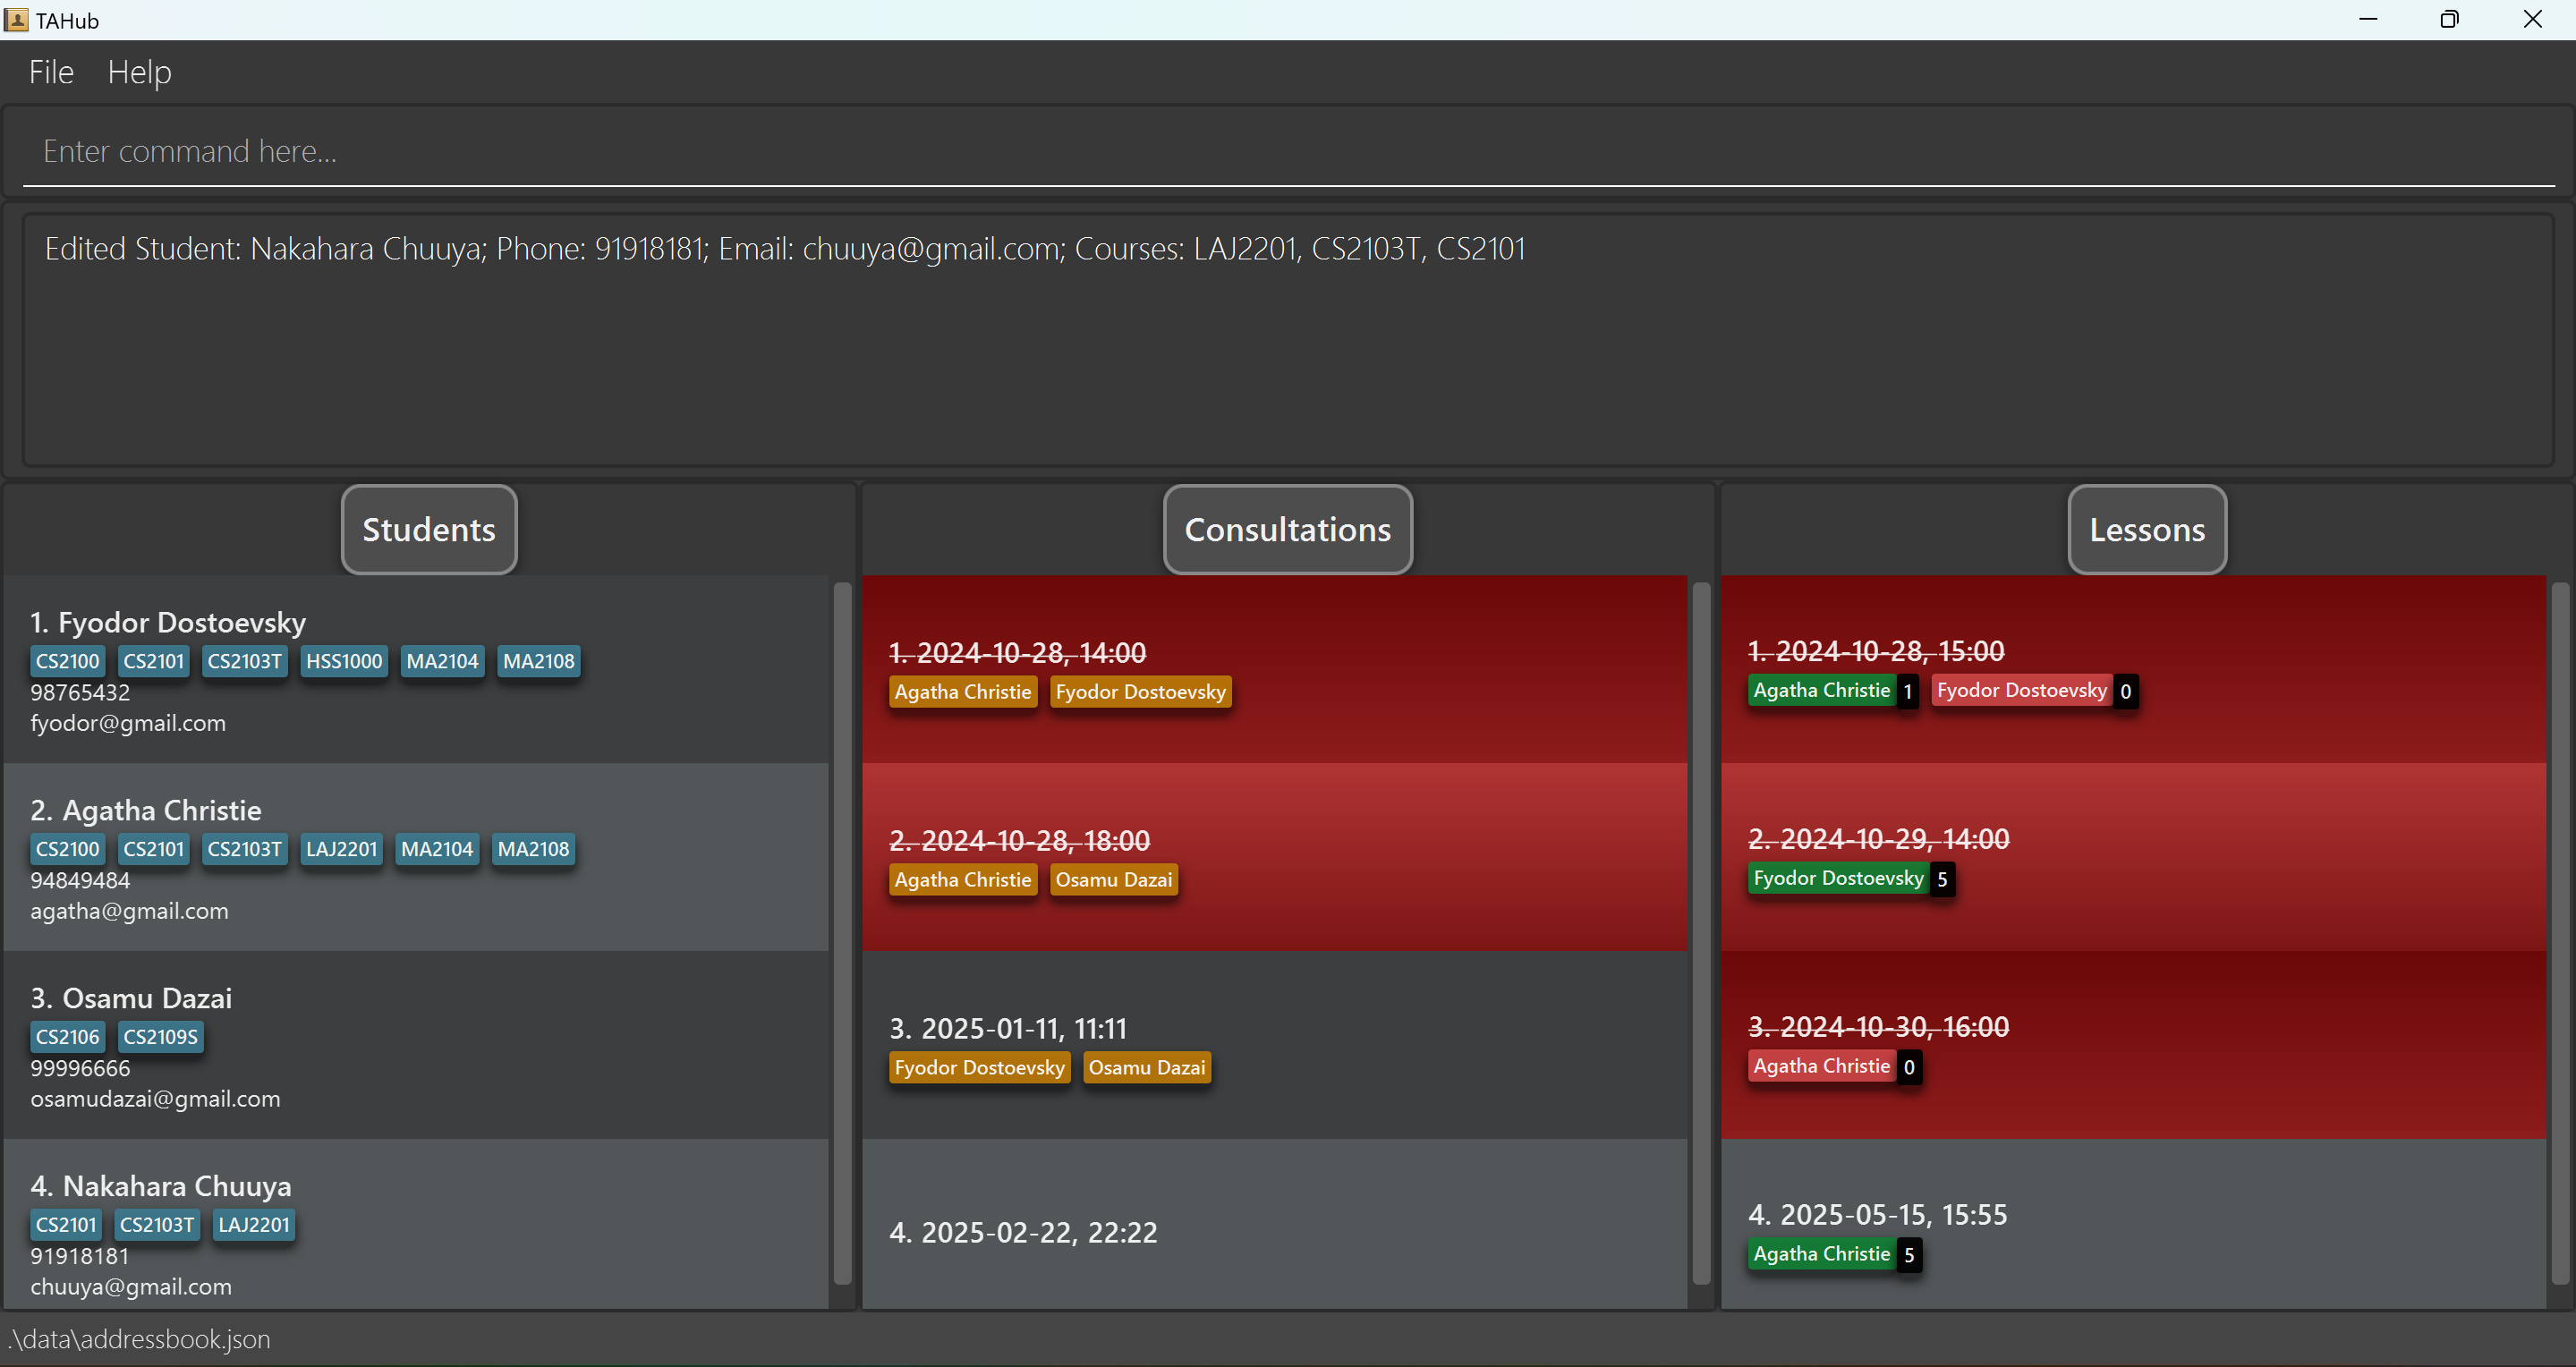 TAHub
File Help
Enter command here...
Edited Student: Nakahara Chuuya; Phone: 91918181; Email: chuuya@gmail.com; Courses: LAJ2201, CS2103T, CS2101
Students
1. Fyodor Dostoevsky
CS2100 CS2101 CS2103T HSS1000 MA2104 MA2108
98765432
fyodor@gmail.com
2. Agatha Christie
CS2100 CS2101 CS2103T LAJ2201 MA2104 MA2108
94849484
agatha@gmail.com
3. Osamu Dazai
CS2106 CS2109S
99996666
osamudazai@gmail.com
4. Nakahara Chuuya
CS2101 CS2103T LAJ2201
91918181
chuuya@gmail.com
Consultations
1. 2024-10-28, 14:00
Agatha Christie Fyodor Dostoevsky
2. 2024-10-28, 18:00
Agatha Christie Osamu Dazai
3. 2025-01-11, 11:11
Fyodor Dostoevsky Osamu Dazai
4. 2025-02-22, 22:22
Lessons
1. 2024-10-28, 15:00
Agatha Christie 1 Fyodor Dostoevsky 0
2. 2024-10-29, 14:00
Fyodor Dostoevsky 5
3. 2024-10-30, 16:00
Agatha Christie 0
4. 2025-05-15, 15:55
Agatha Christie 5
.\data\addressbook.json